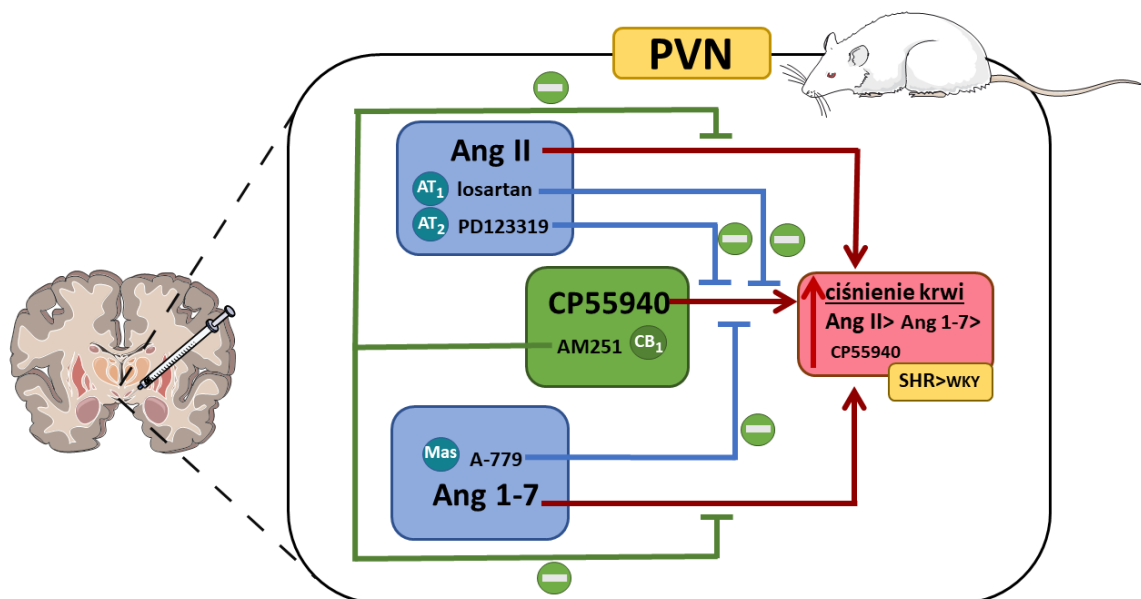 PVN
Ang II
AT1 losartan
AT2 PD123319
CP55940
AM251 CB1
Mas A-779
Ang 1-7
ciśnienie krwi
Ang II> Ang 1-7>
CP55940
SHR>WKY